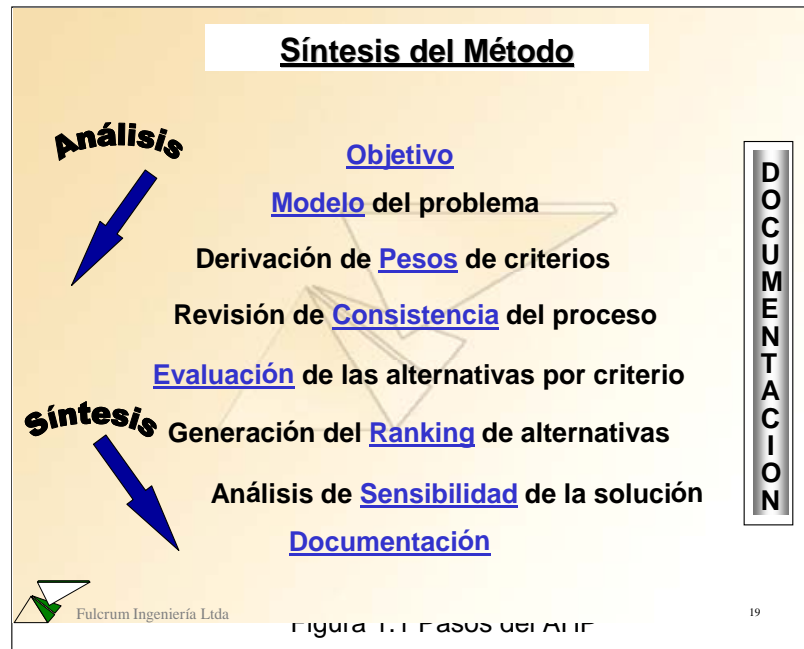 Síntesis del Método
Análisis
Objetivo
Modelo del problema
Derivación de Pesos de criterios
Revisión de Consistencia del proceso
Evaluación de las alternativas por criterio
Síntesis
Generación del Ranking de alternativas
Análisis de Sensibilidad de la solución
Documentación
DOCUMENTACION
Fulcrum Ingeniería Ltda
19
Figura 1.1 Pasos del AHP